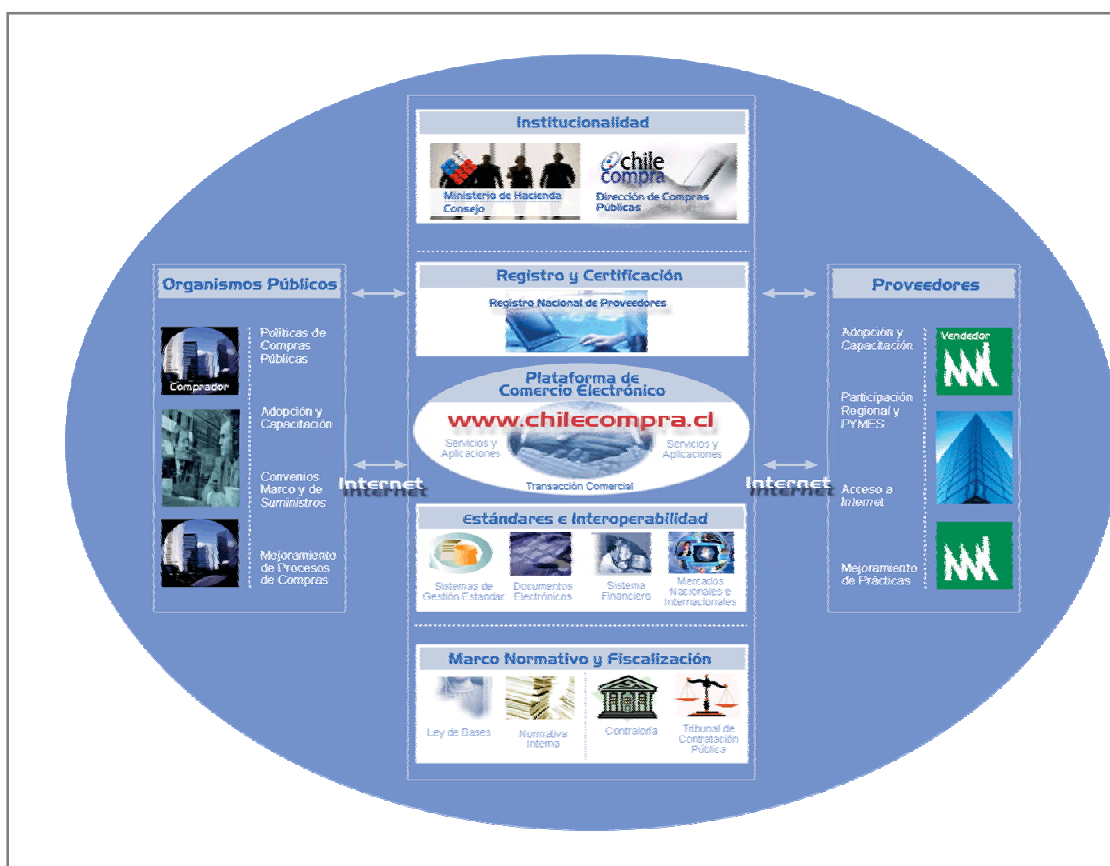 Institucionalidad
Ministerio de Hacienda
Consejo
chile
compra
Dirección de Compras
Públicas
Organismos Públicos
Comprador
Políticas de
Compras
Públicas
Adopción y
Capacitación
Convenios
Marco y de
Suministros
Mejoramiento
de Procesos
de Compras
Internet
Registro y Certificación
Registro Nacional de Proveedores
Plataforma de
Comercio Electrónico
www.chilecompra.cl
Servicios y
Aplicaciones
Servicios y
Aplicaciones
Transacción Comercial
Estándares e Interoperabilidad
Sistemas de
Gestión Estándar
Documentos
Electrónicos
Sistema
Financiero
Mercados
Nacionales e
Internacionales
Marco Normativo y Fiscalización
Ley de Bases
Normativa
Interna
Contraloría
Tribunal de
Contratación
Pública
Internet
Proveedores
Adopción y
Capacitación
Vendedor
Participación
Regional y
PYMES
Acceso a
Internet
Mejoramiento
de Prácticas